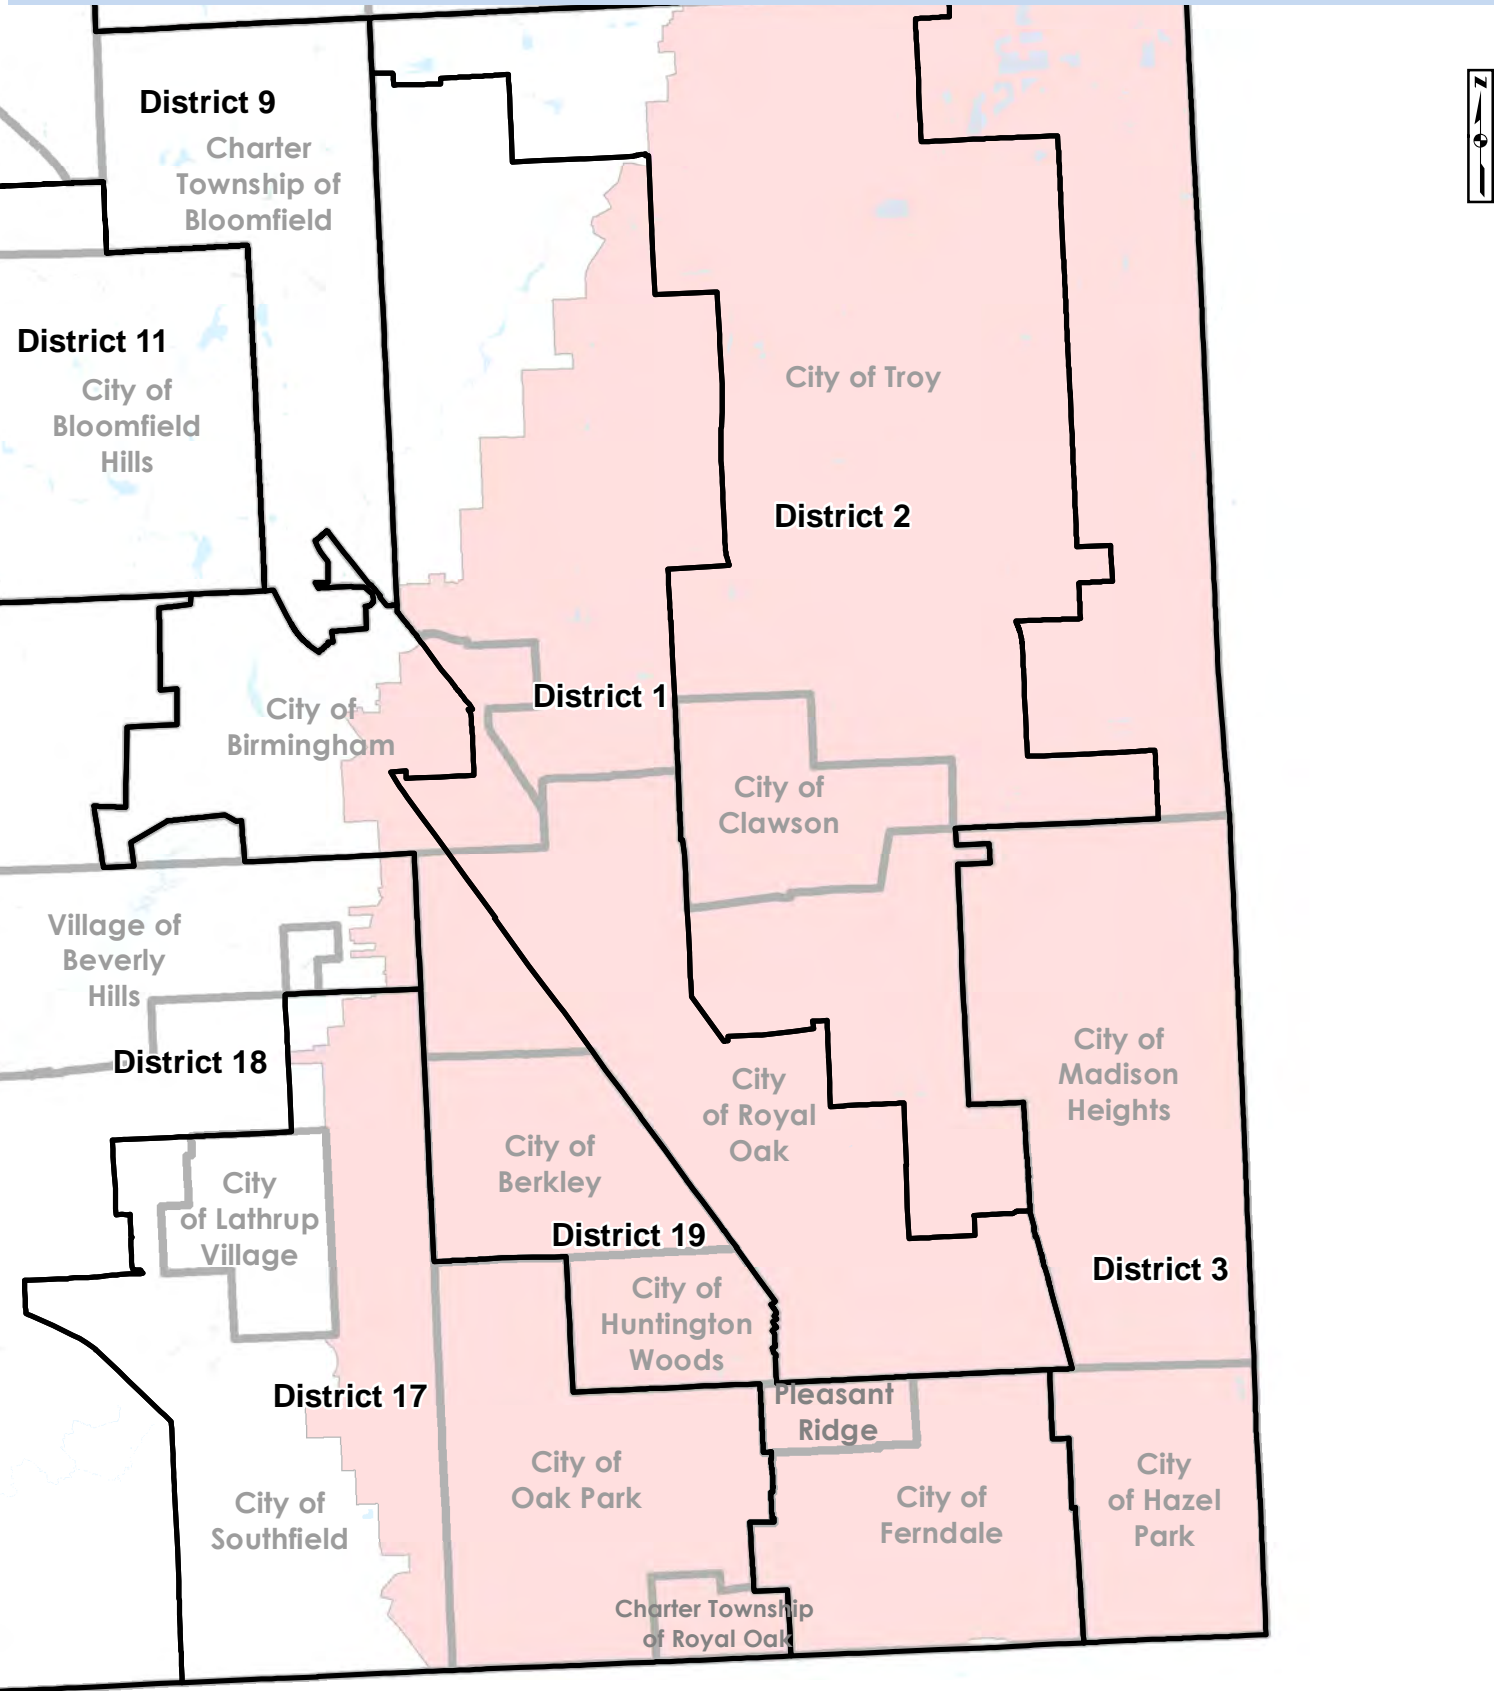 District 9
Charter
Township of
Bloomfield
N
District 11
City of
Bloomfield
Hills
City of Troy
District 2
District 1
City of
Birmingham
City of
Clawson
Village of
Beverly
Hills
District 18
City of
Madison
Heights
City
of Royal
Oak
City of
Berkley
City
of Lathrup
Village
District 19
District 3
City of
Huntington
Woods
District 17
Pleasant
Ridge
City of
Oak Park
City of
Southfield
City of
Ferndale
City
of Hazel
Park
Charter Township
of Royal Oak